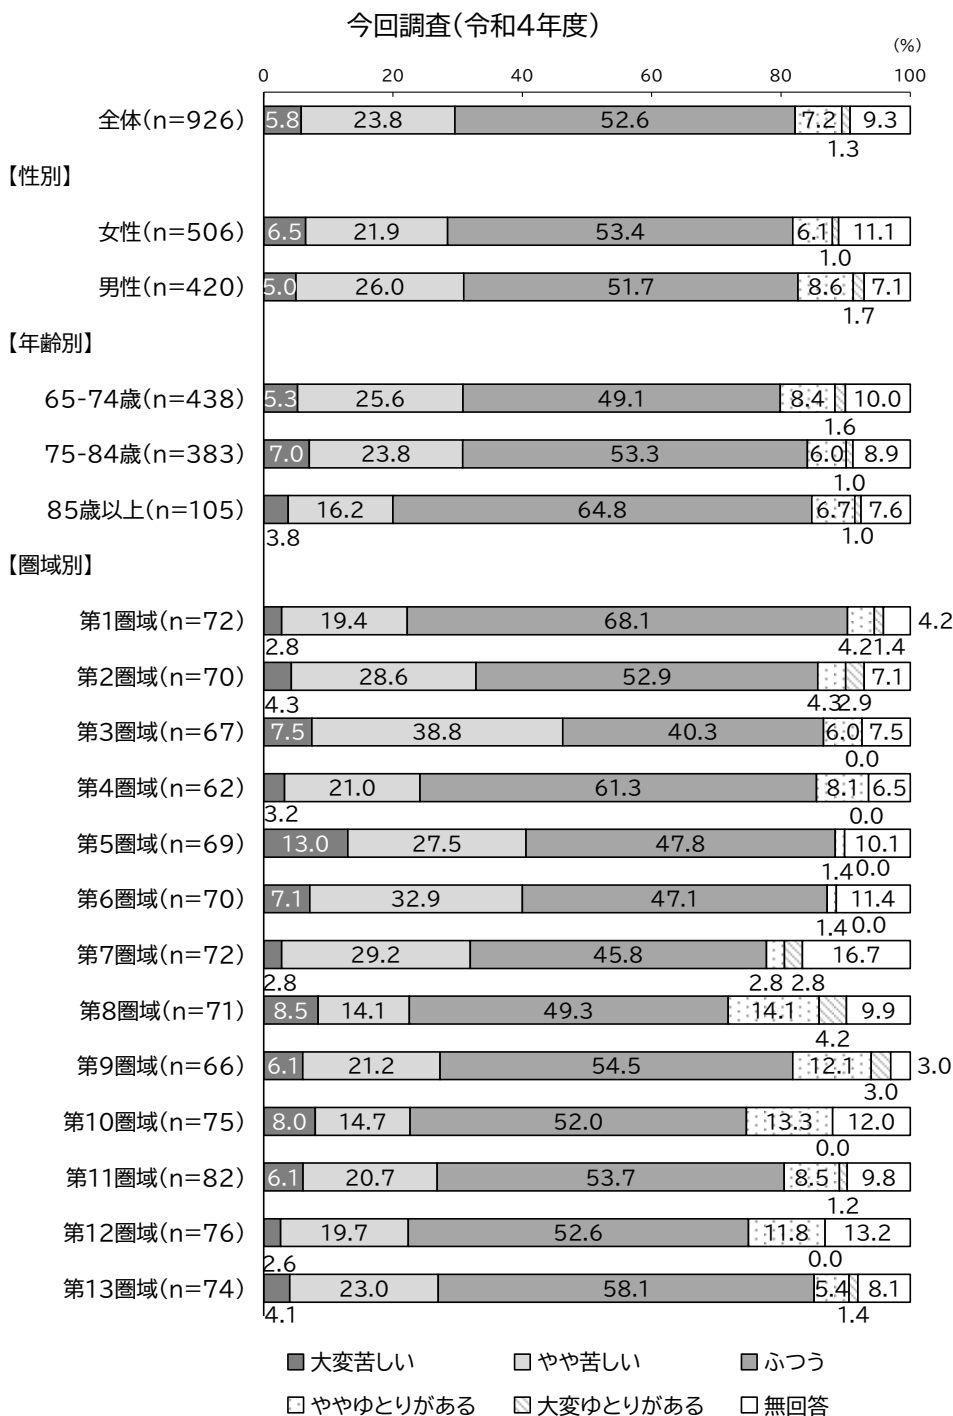 今回調査(令和4年度)
(%)
0 20 40 60 80 100
全体(n=926) 5.8 23.8 52.6 7.2 9.3
1.3
【性別】
女性(n=506) 6.5 21.9 53.4 6.1 11.1
1.0
男性(n=420) 5.0 26.0 51.7 8.6 7.1
1.7
【年齢別】
65-74歳(n=438) 5.3 25.6 49.1 8.4 10.0
1.6
75-84歳(n=383) 7.0 23.8 53.3 6.0 8.9
1.0
85歳以上(n=105) 16.2 64.8 6.7 7.6
3.8 1.0
【圏域別】
第1圏域(n=72) 19.4 68.1 4.2
2.8 4.2 1.4
第2圏域(n=70) 28.6 52.9 7.1
4.3 4.3 2.9
第3圏域(n=67) 7.5 38.8 40.3 6.0 7.5
0.0
第4圏域(n=62) 21.0 61.3 8.1 6.5
3.2 0.0
第5圏域(n=69) 13.0 27.5 47.8 10.1
1.4 0.0
第6圏域(n=70) 7.1 32.9 47.1 11.4
1.4 0.0
第7圏域(n=72) 29.2 45.8 16.7
2.8 2.8 2.8
第8圏域(n=71) 8.5 14.1 49.3 14.1 9.9
4.2
第9圏域(n=66) 6.1 21.2 54.5 12.1 3.0
3.0
第10圏域(n=75) 8.0 14.7 52.0 13.3 12.0
0.0
第11圏域(n=82) 6.1 20.7 53.7 8.5 9.8
1.2
第12圏域(n=76) 19.7 52.6 11.8 13.2
2.6 0.0
第13圏域(n=74) 23.0 58.1 5.4 8.1
4.1 1.4
大変苦しい やや苦しい ふつう
ややゆとりがある 大変ゆとりがある 無回答